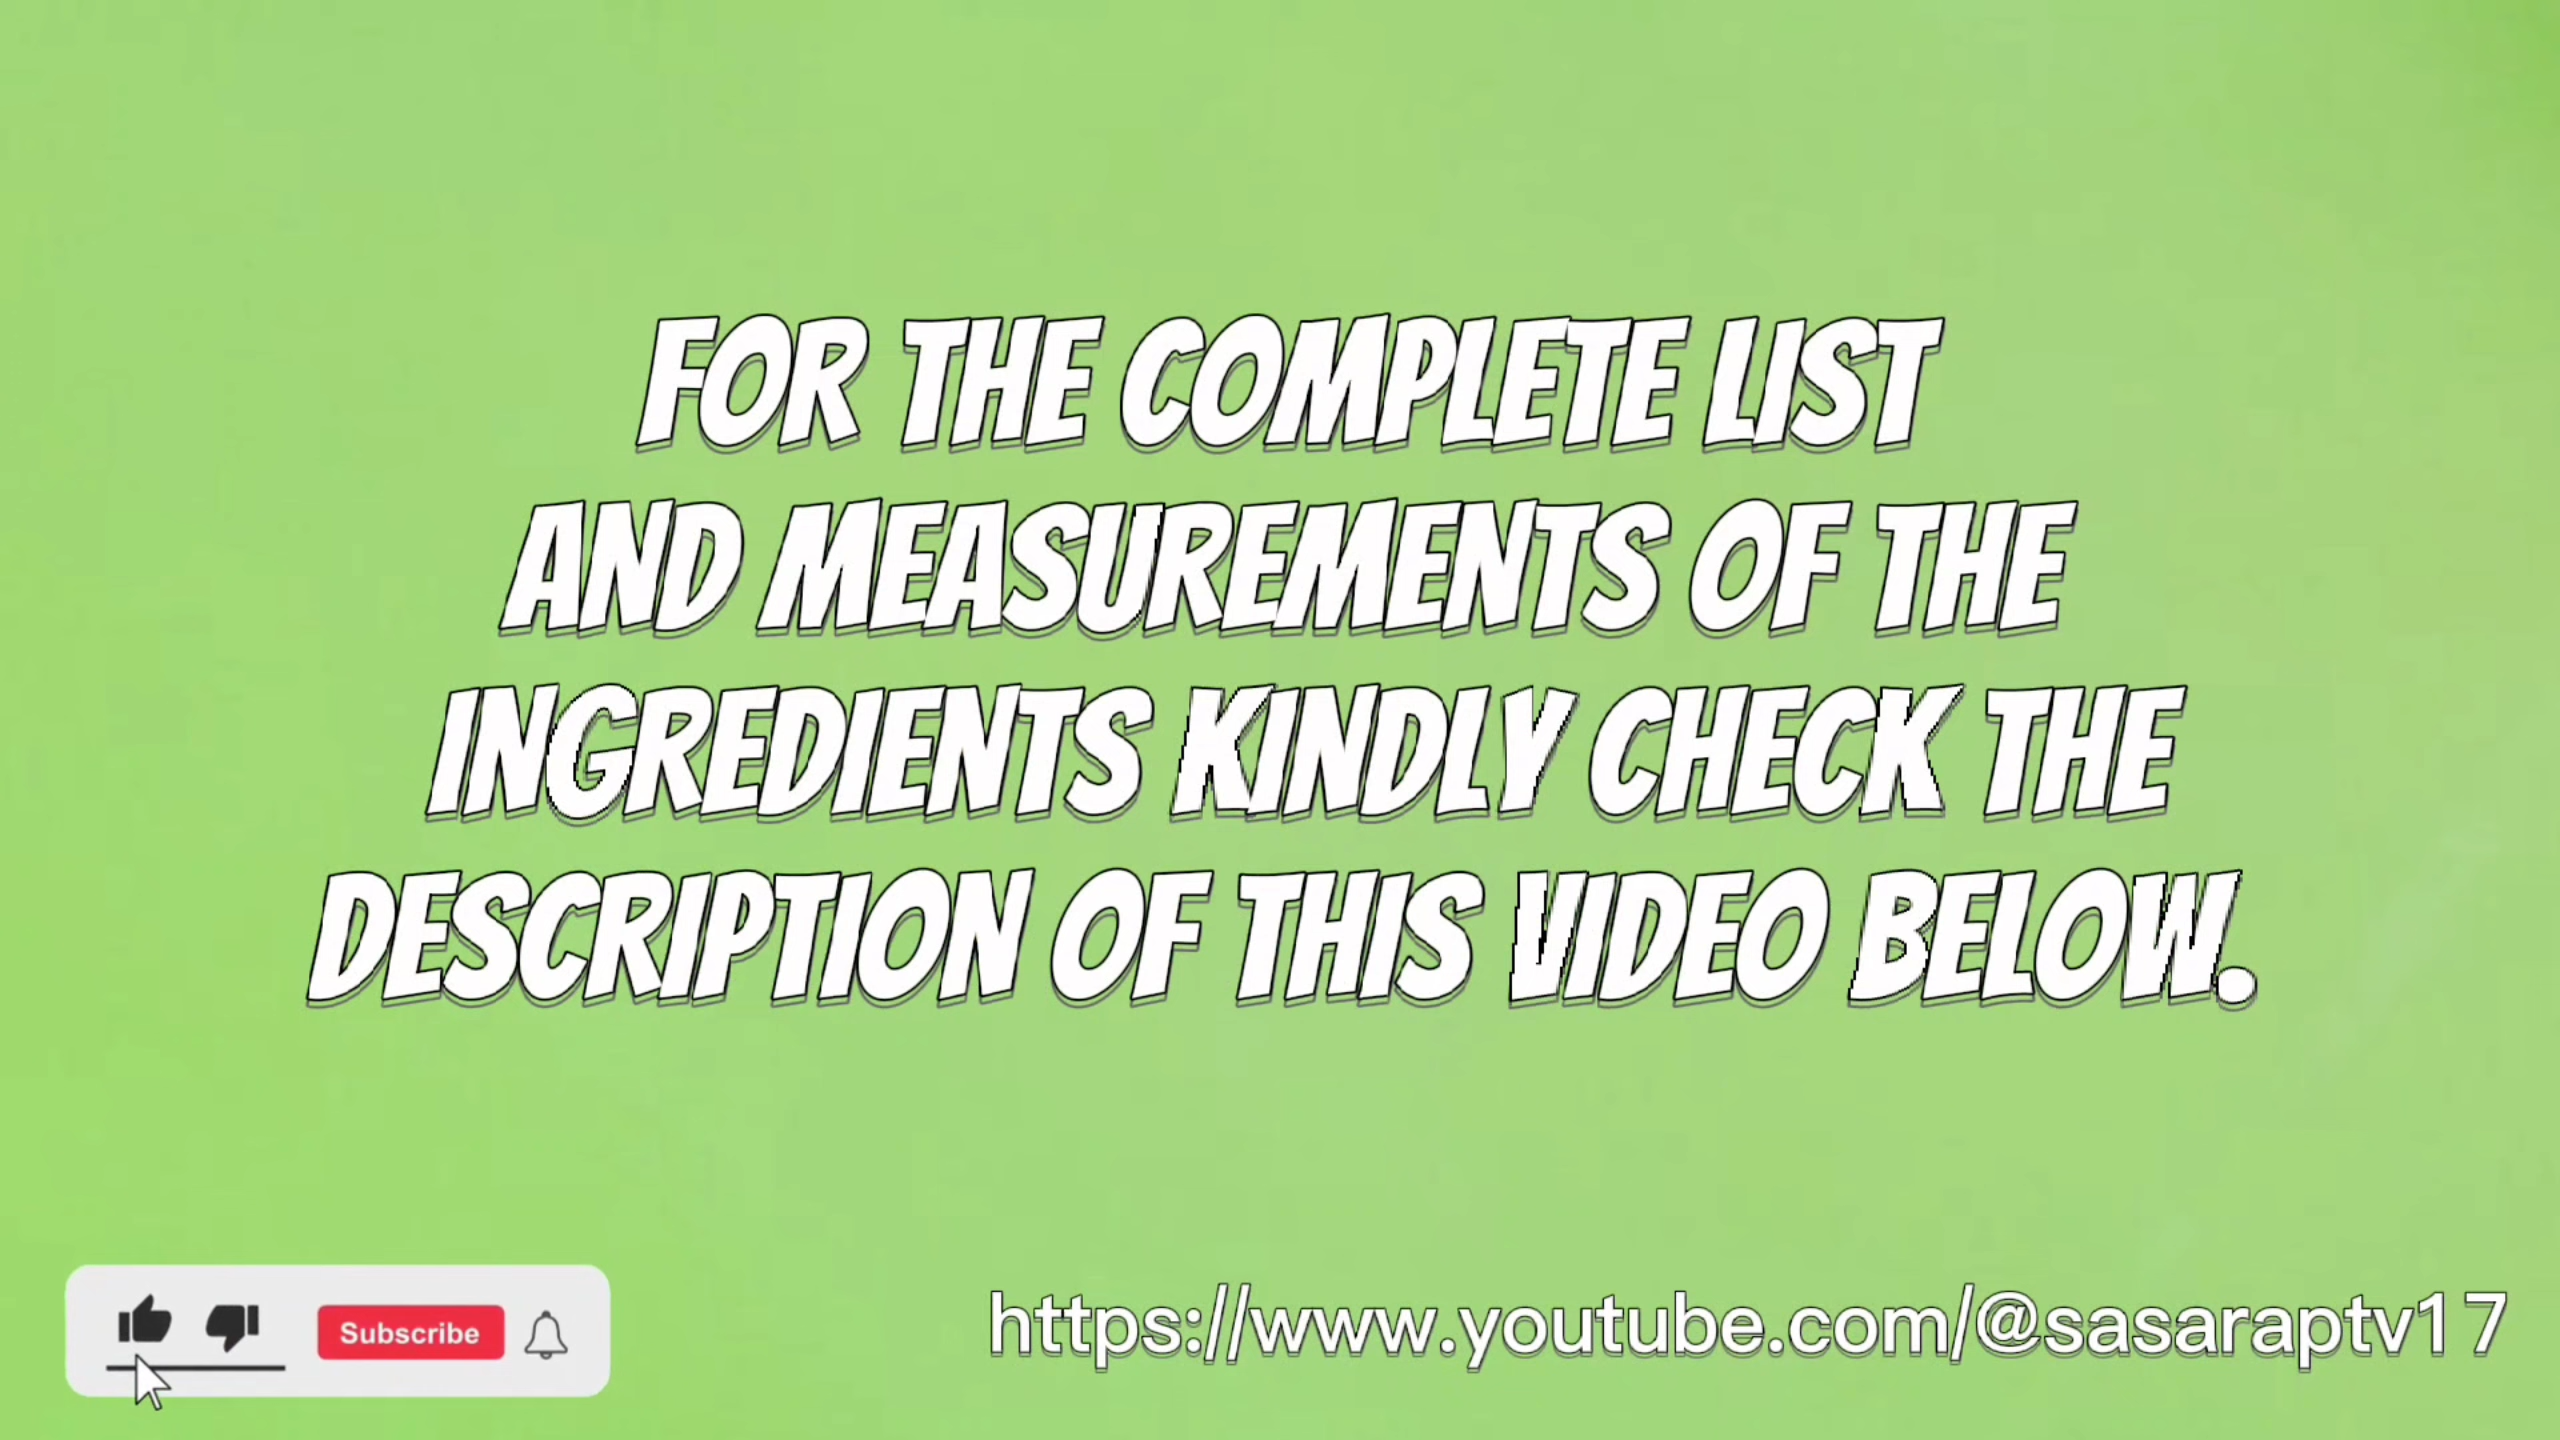 FOR THE COMPLETE LIST
AND MEASUREMENTS OF THE
INGREDIENTS KINDLY CHECK THE
DESCRIPTION OF THIS VIDEO BELOW.
Subscribe
https://www.youtube.com/@sasaraptv17